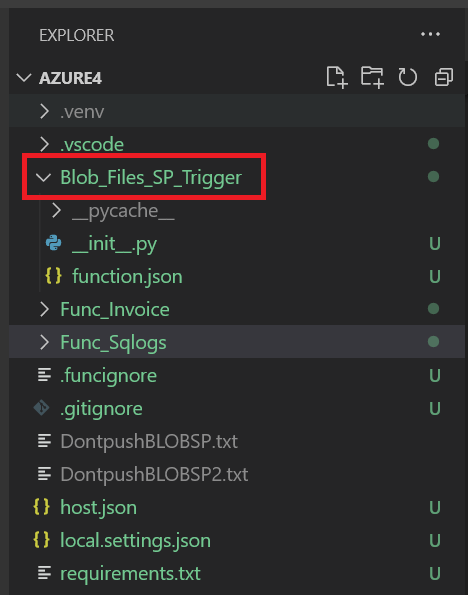 EXPLORER
AZURE4
.venv
.vscode
Blob_Files_SP_Trigger
__pycache__
__init__.py
{} function.json U
Func_Invoice
Func_Sqlogs
.funcignore U
.gitignore U
DontpushBLOBSP.txt
DontpushBLOBSP2.txt
{} host.json U
{} local.settings.json U
requirements.txt U